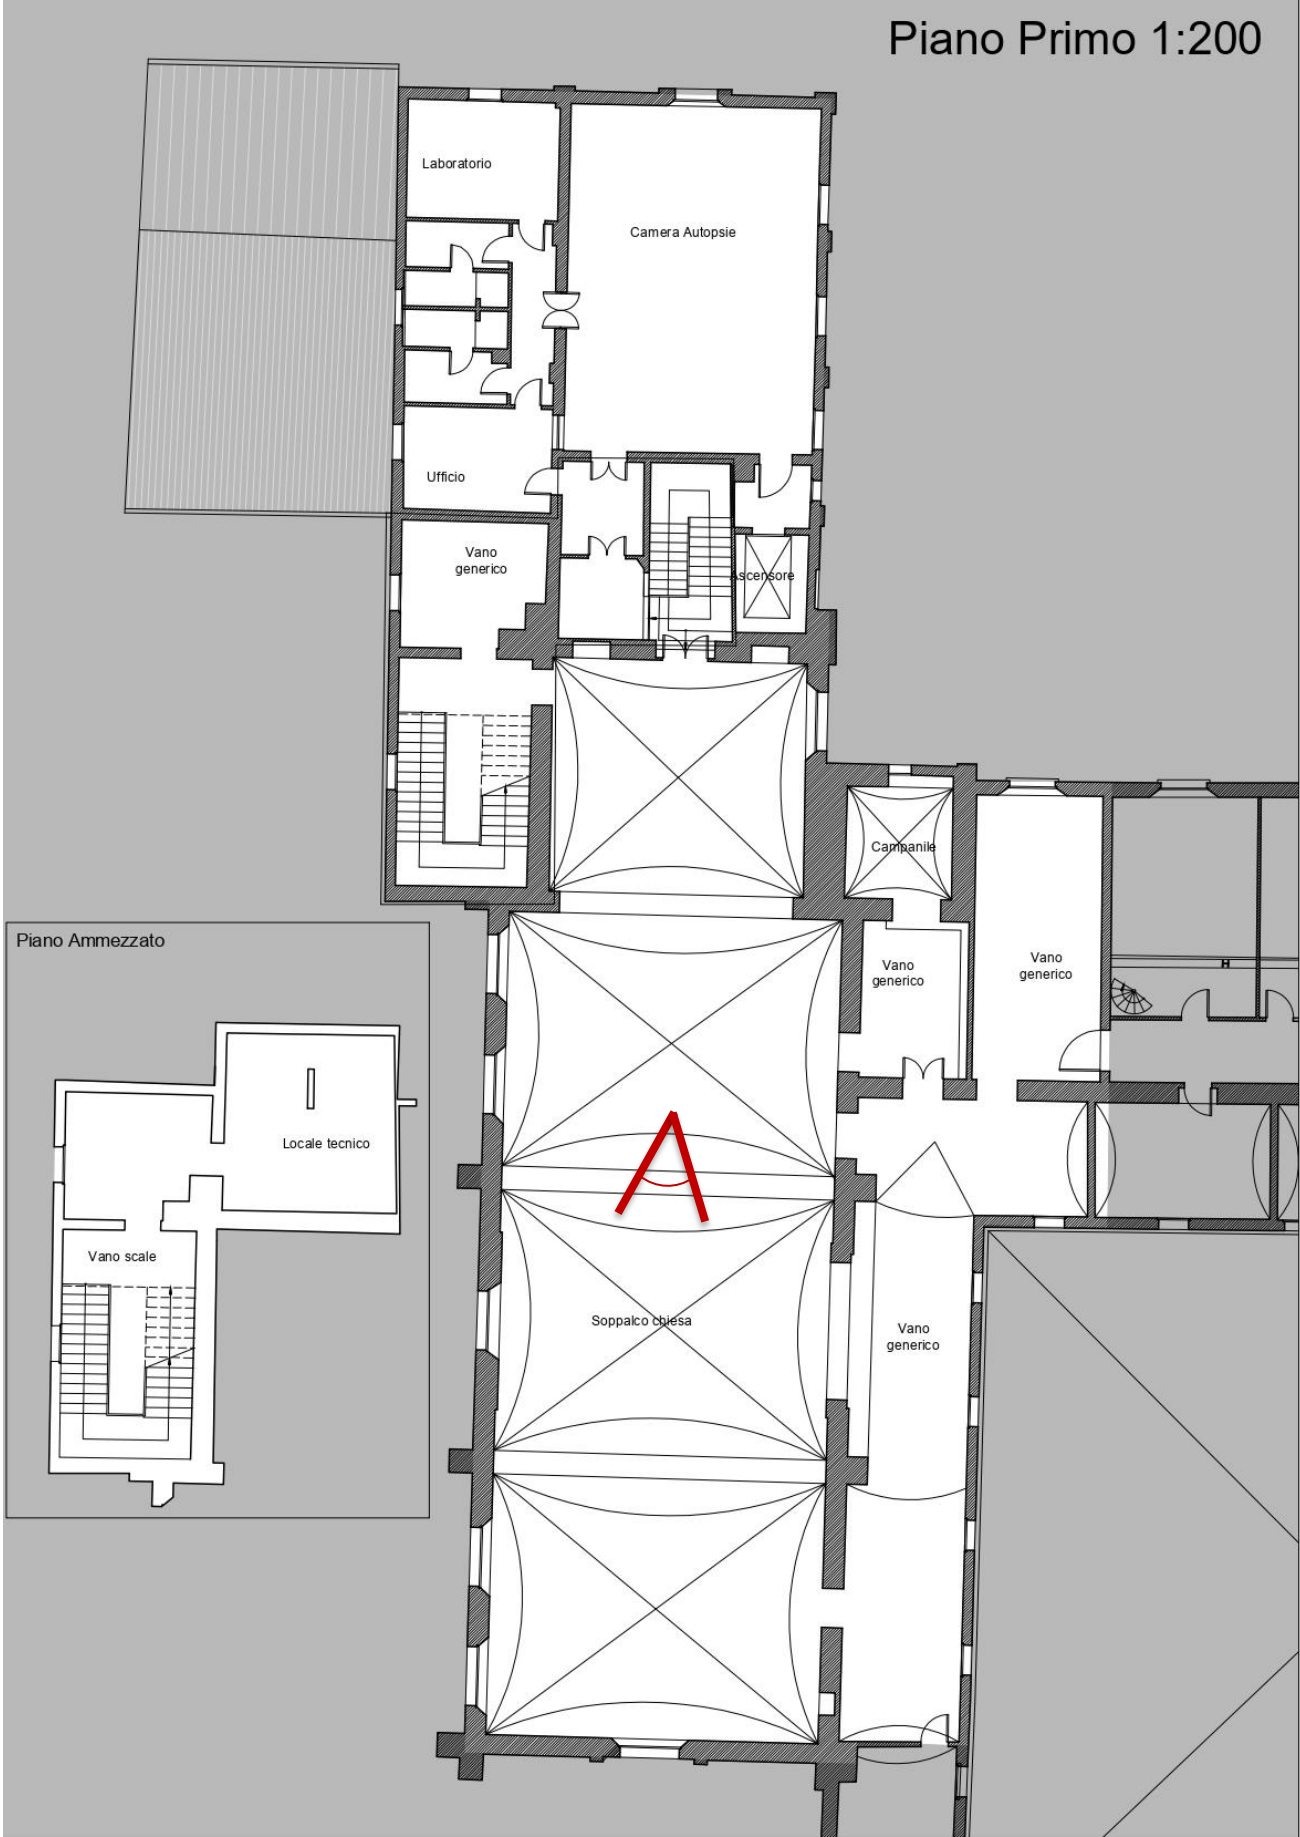 Piano Primo 1:200
Laboratorio
Camera Autopsie
Ufficio
Vano
generico
Ascensore
Campanile
Vano
generico
Vano
generico
Piano Ammezzato
Locale tecnico
Vano scale
Soppalco chiesa
Vano
generico